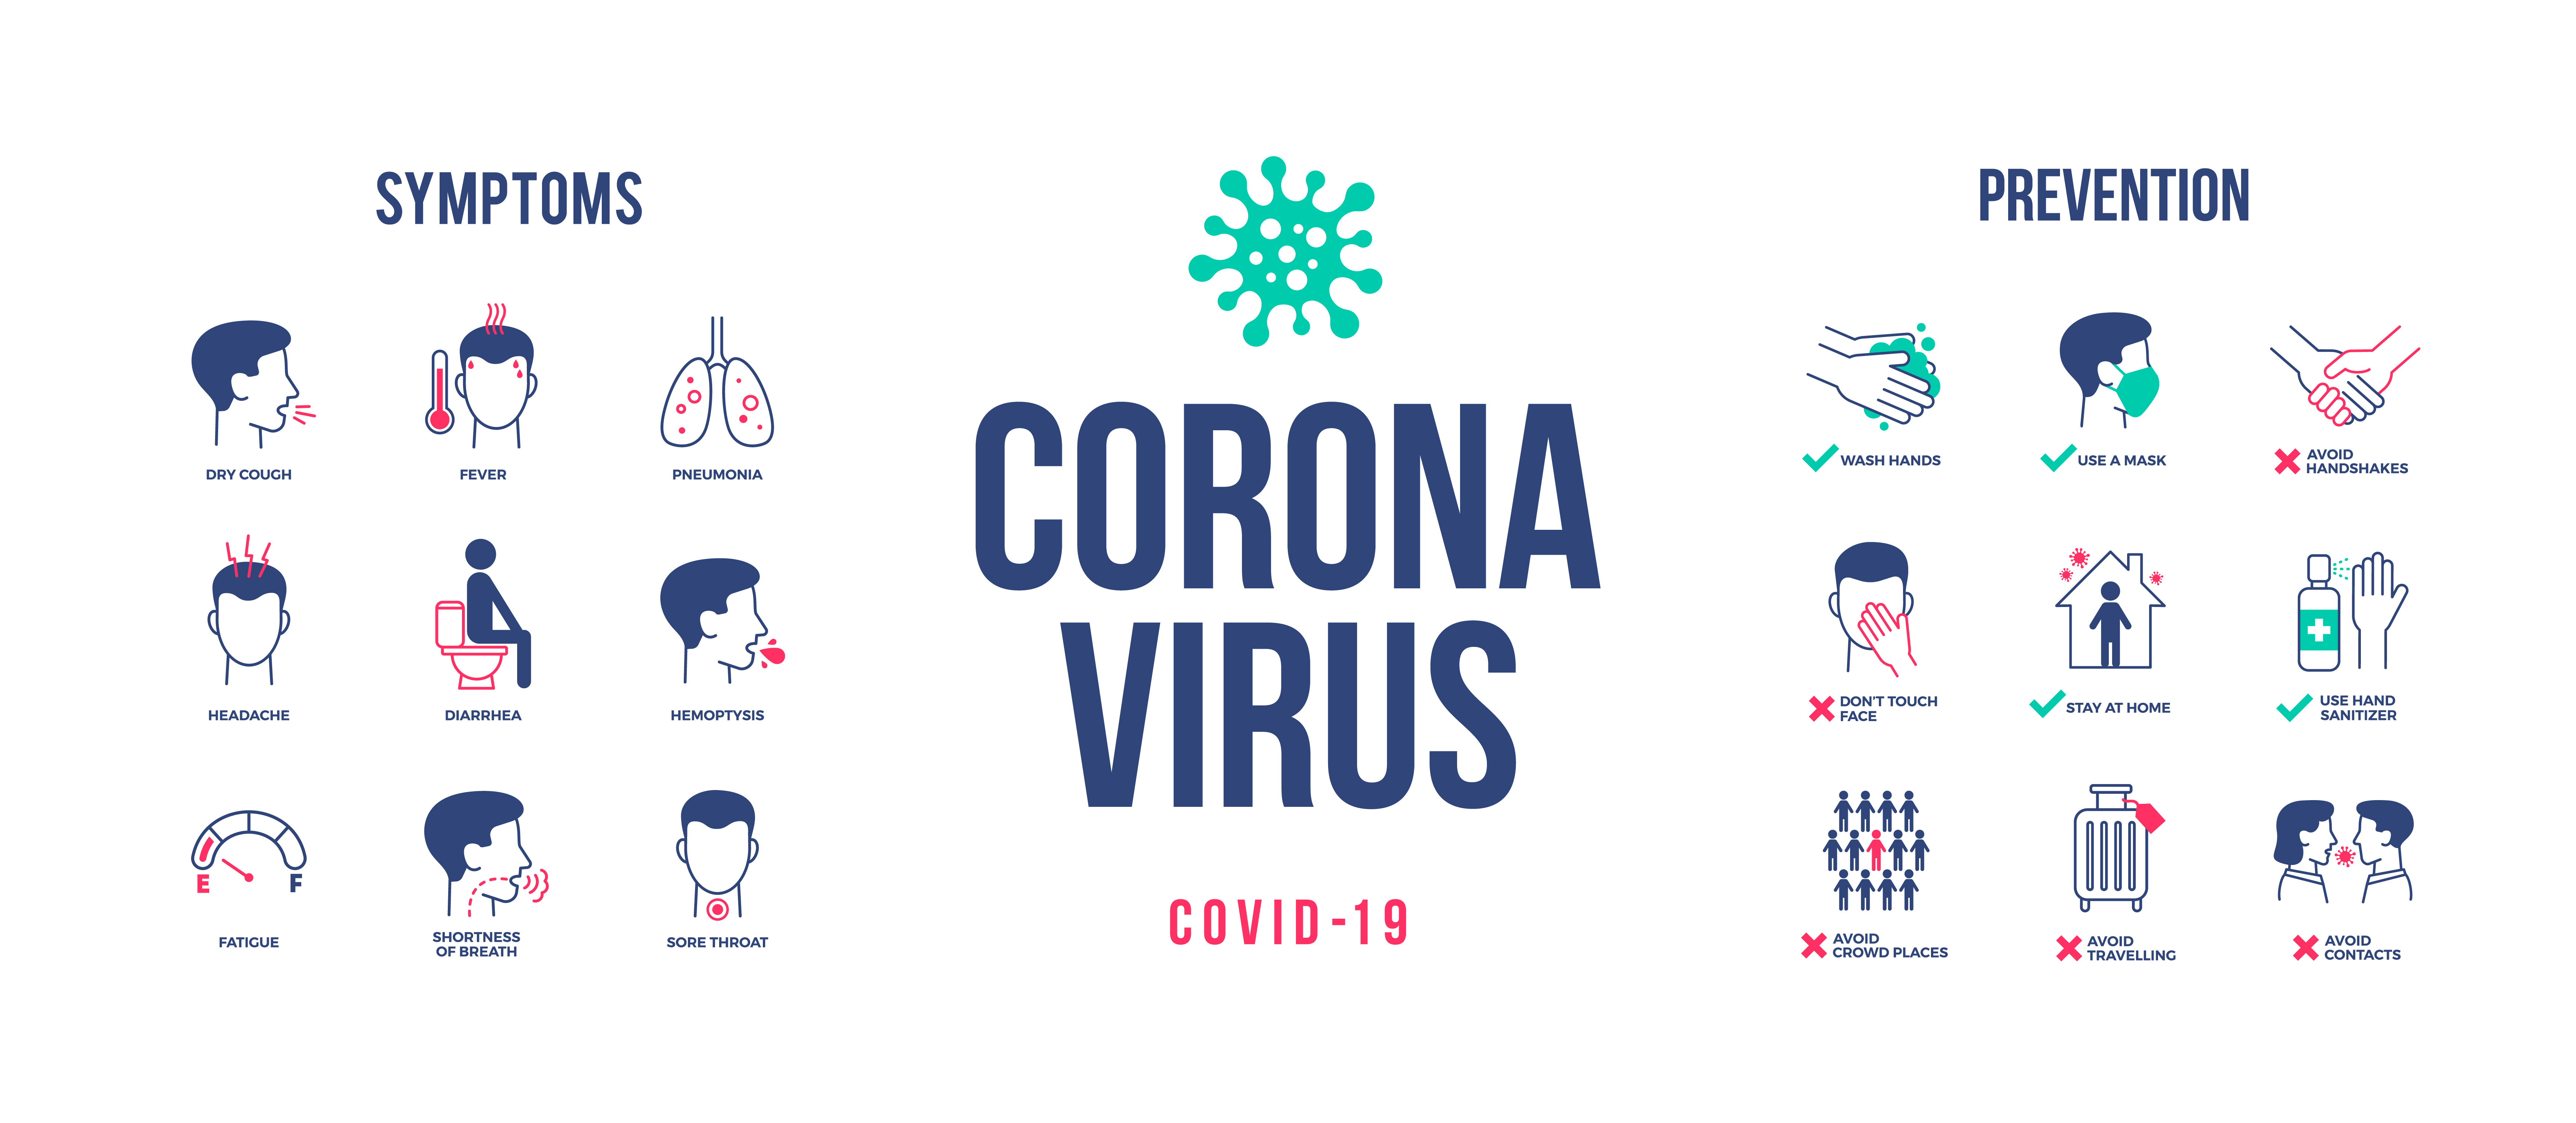 SYMPTOMS
DRY COUGH
FEVER
PNEUMONIA
HEADACHE
DIARRHEA
HEMOPTYSIS
E F
FATIGUE
SHORTNESS
OF BREATH
SORE THROAT
CORONA
VIRUS
COVID-19
PREVENTION
WASH HANDS
USE A MASK
AVOID
HANDSHAKES
DON'T TOUCH
FACE
STAY AT HOME
USE HAND
SANITIZER
AVOID
CROWD PLACES
AVOID
TRAVELLING
AVOID
CONTACTS